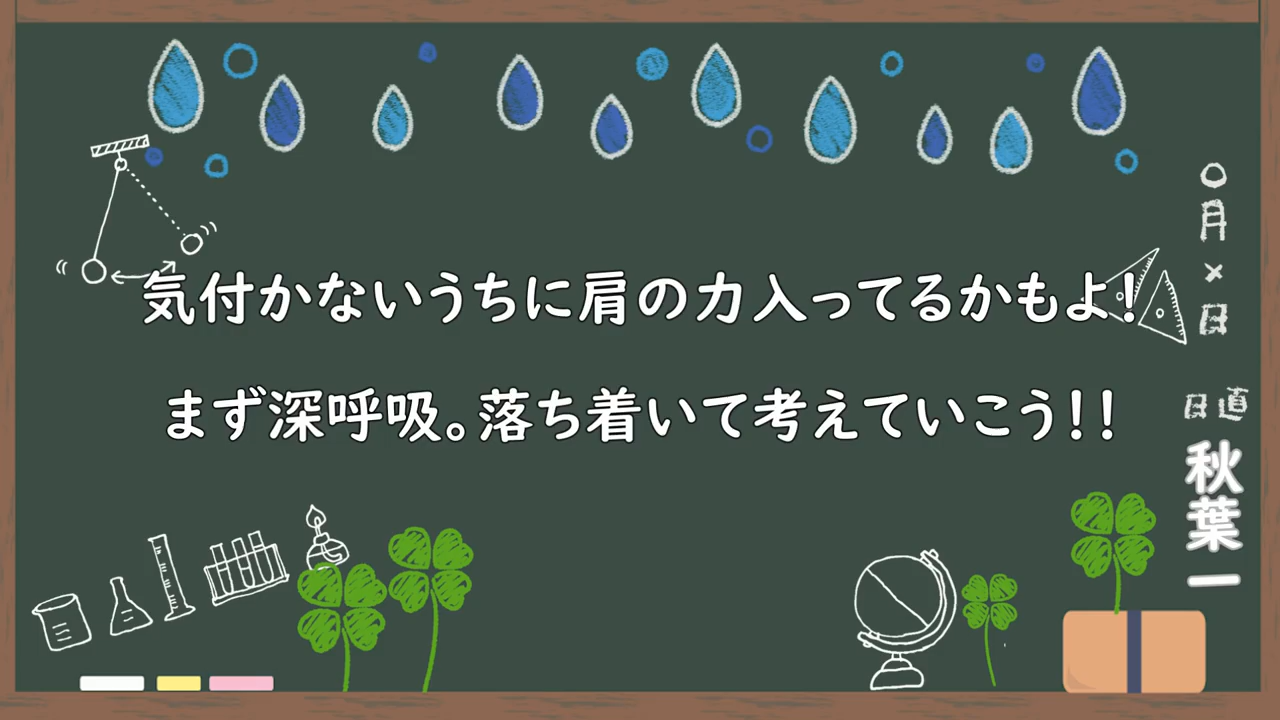 気付かないうちに肩の力入ってるかもよ!
まず深呼吸。落ち着いて考えていこう!!
〇月×日
日直
秋葉一